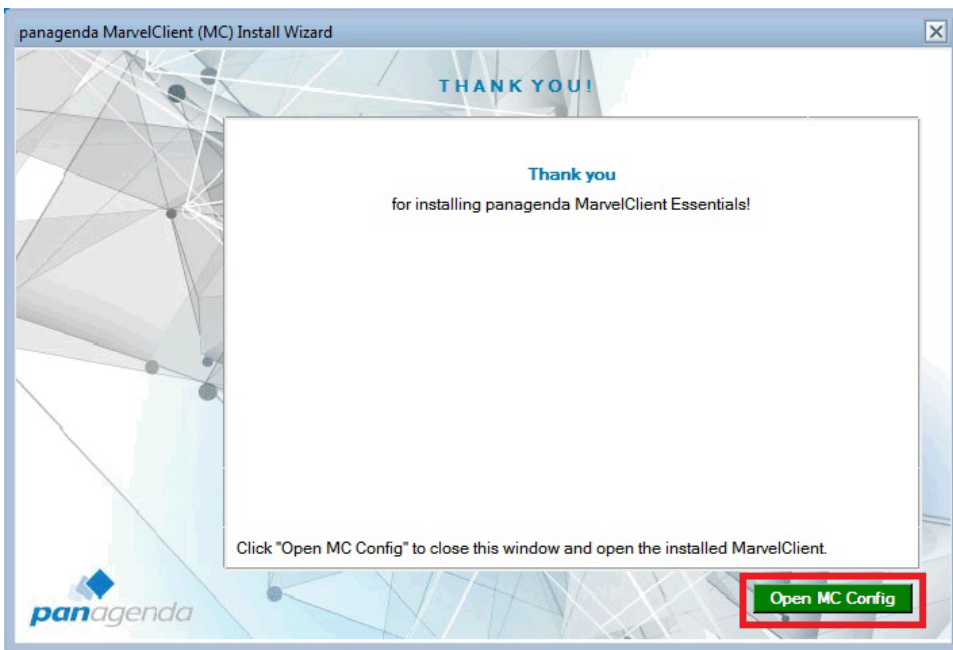 panagenda MarvelClient (MC) Install Wizard
THANK YOU!
Thank you
for installing panagenda MarvelClient Essentials!
Click "Open MC Config" to close this window and open the installed MarvelClient.
panagenda
Open MC Config